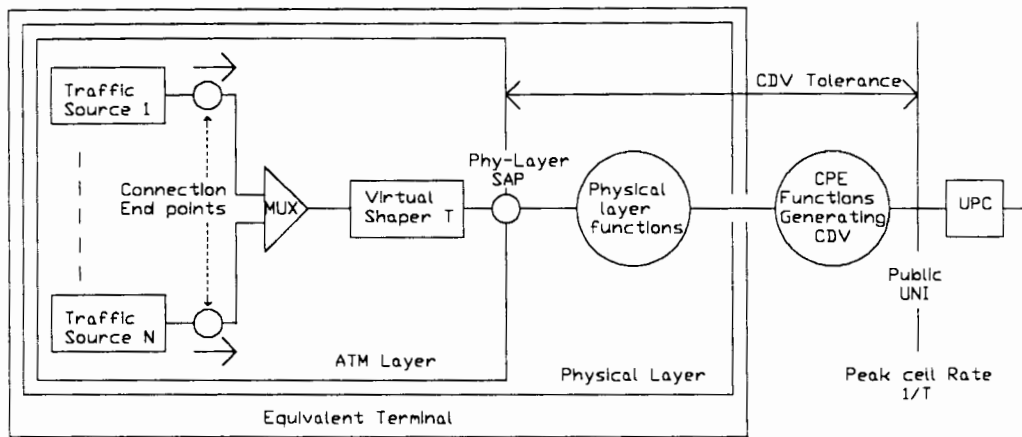 Traffic
Source 1
CDV Tolerance
Connection
End points
MUX
Virtual
Shaper T
Phy-Layer
SAP
Physical
layer
functions
CPE
Functions
Generating
CDV
UPC
Public
UNI
Traffic
Source N
ATM Layer
Physical Layer
Peak cell Rate
1/T
Equivalent Terminal